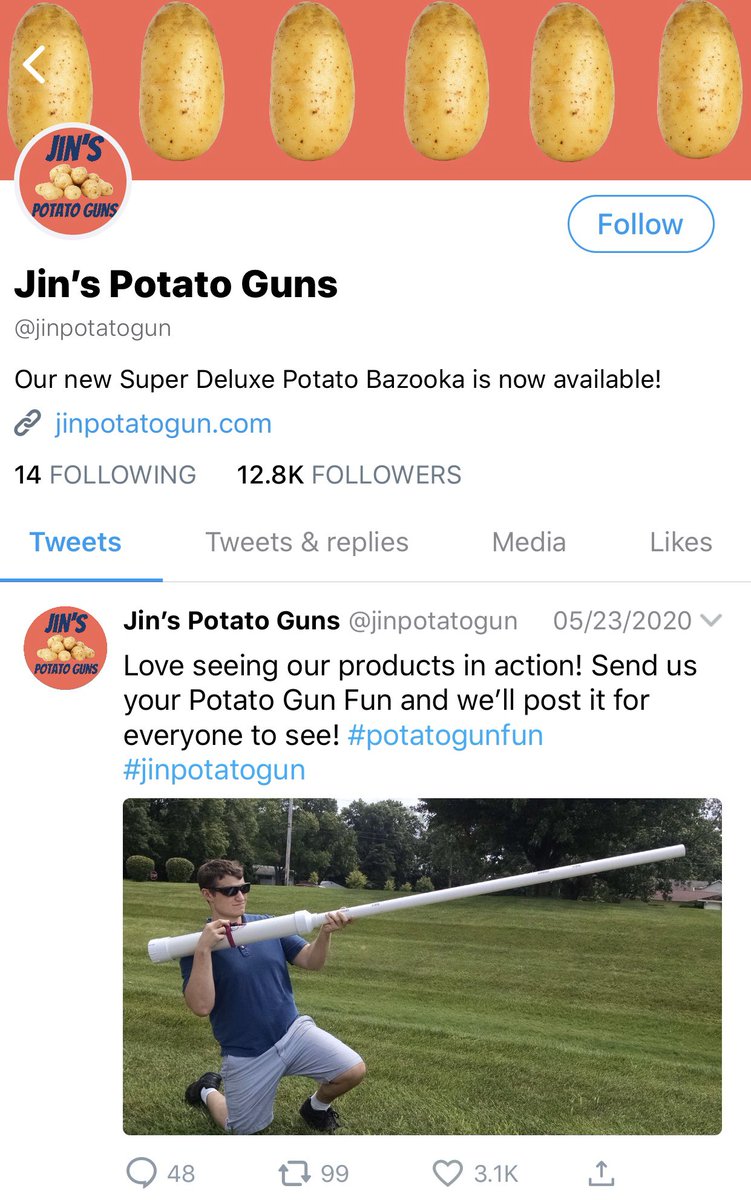 JIN'S
POTATO GUNS
Follow
Jin's Potato Guns
@jinpotatogun
Our new Super Deluxe Potato Bazooka is now available!
jinpotatogun.com
14 FOLLOWING 12.8K FOLLOWERS
Tweets Tweets & replies Media Likes
JIN'S
POTATO GUNS
Jin's Potato Guns @jinpotatogun 05/23/2020
Love seeing our products in action! Send us
your Potato Gun Fun and we'll post it for
everyone to see! #potatogunfun
#jinpotatogun
48 99 3.1K